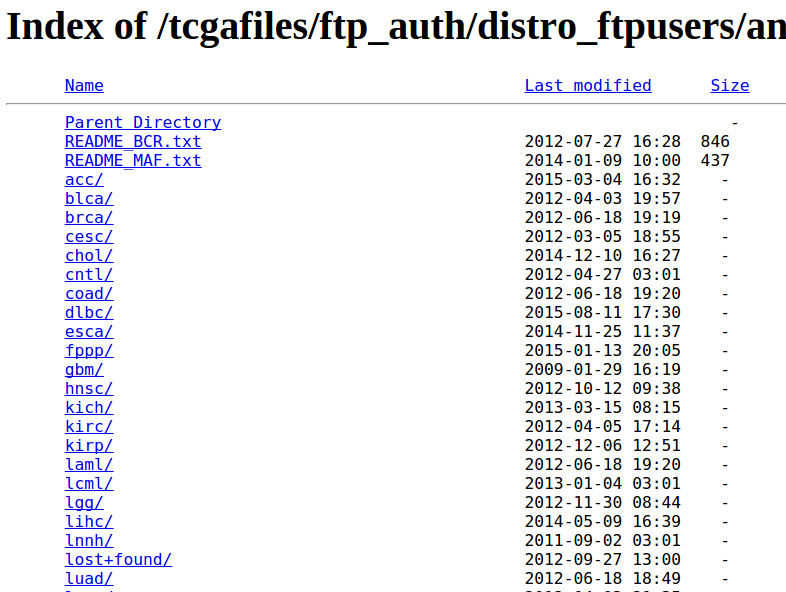 Index of /tcgafiles/ftp_auth/distro_ftpusers/an
Name Last modified Size
Parent Directory -
README_BCR.txt 2012-07-27 16:28 846
README_MAF.txt 2014-01-09 10:00 437
acc/ 2015-03-04 16:32 -
blca/ 2012-04-03 19:57 -
brca/ 2012-06-18 19:19 -
cesc/ 2012-03-05 18:55 -
chol/ 2014-12-10 16:27 -
cntl/ 2012-04-27 03:01 -
coad/ 2012-06-18 19:20 -
dlbc/ 2015-08-11 17:30 -
esca/ 2014-11-25 11:37 -
fppp/ 2015-01-13 20:05 -
gbm/ 2009-01-29 16:19 -
hnsc/ 2012-10-12 09:38 -
kich/ 2013-03-15 08:15 -
kirc/ 2012-04-05 17:14 -
kirp/ 2012-12-06 12:51 -
laml/ 2012-06-18 19:20 -
lcml/ 2013-01-04 03:01 -
lgg/ 2012-11-30 08:44 -
lihc/ 2014-05-09 16:39 -
lnnh/ 2011-09-02 03:01 -
lost+found/ 2012-09-27 13:00 -
luad/ 2012-06-18 18:49 -